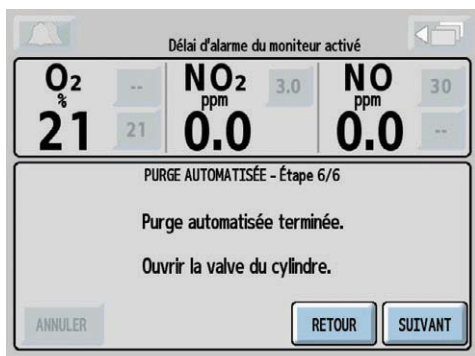 Délai d'alarme du moniteur activé
O2 % -- NO2 ppm 3.0 NO ppm 30
21 21 0.0 0.0 --
PURGE AUTOMATISÉE - Étape 6/6
Purge automatisée terminée.
Ouvrir la valve du cylindre.
ANNULER RETOUR SUIVANT